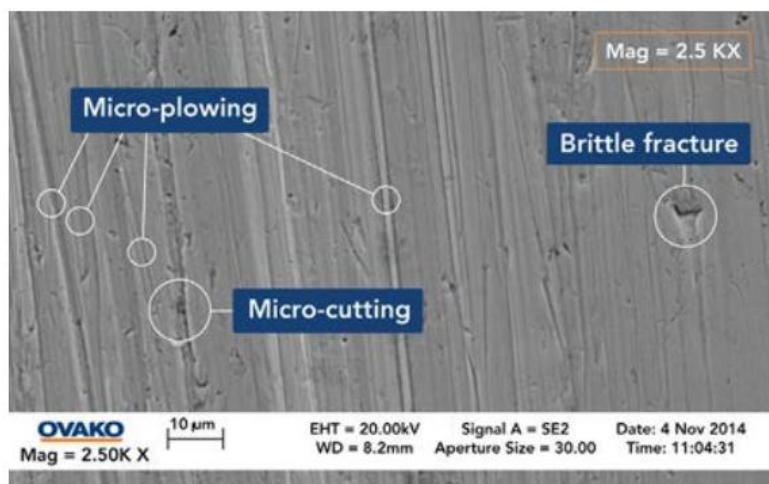 Mag = 2.5 KX
Micro-plowing
Brittle fracture
Micro-cutting
OVAKO
10 µm
EHT = 20.00kV
Signal A = SE2
Date: 4 Nov 2014
Mag = 2.50K X
WD = 8.2mm
Aperture Size = 30.00
Time: 11:04:31